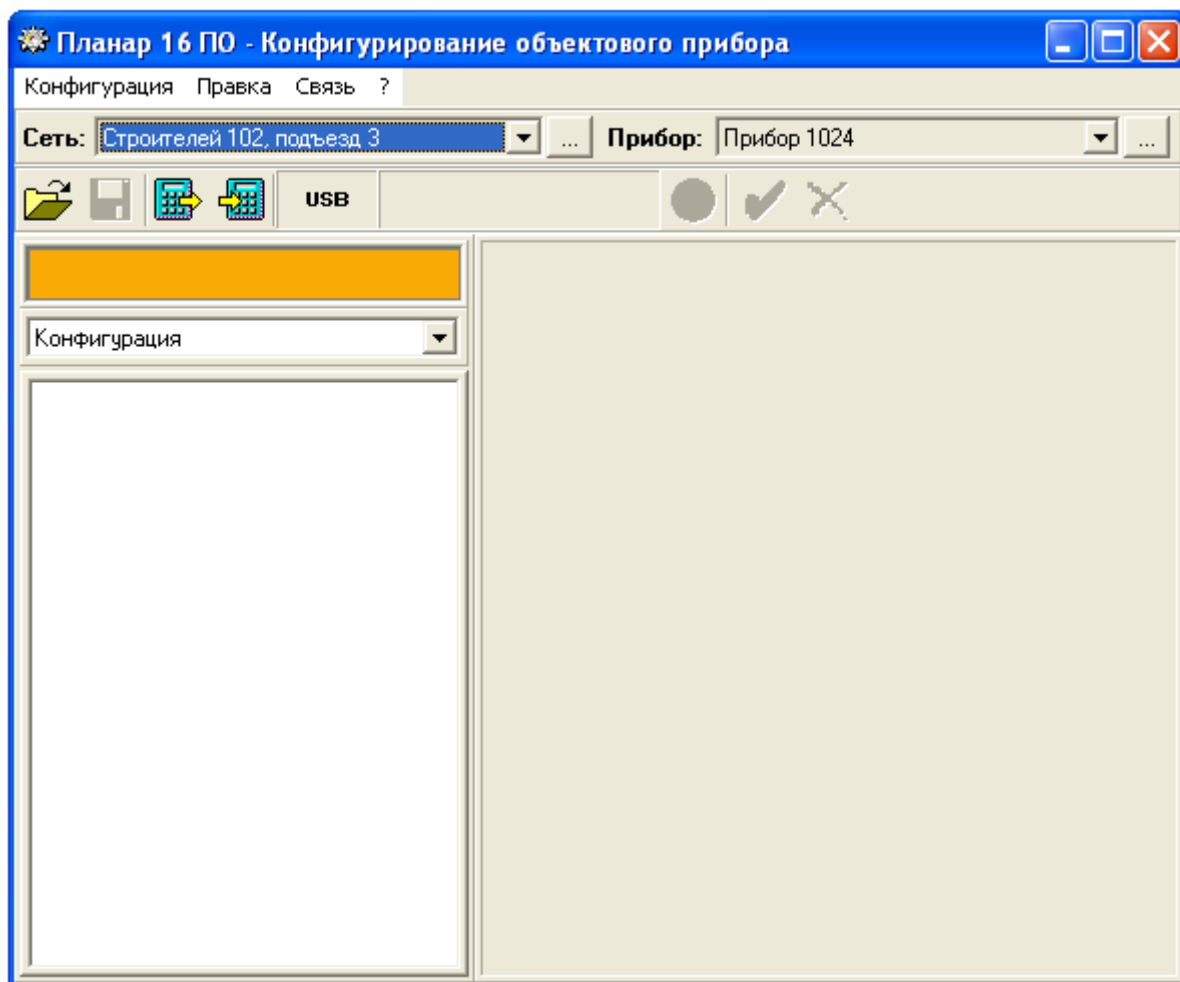 Планар 16 ПО - Конфигурирование объектового прибора
Конфигурация Правка Связь ?
Сеть: Строителей 102, подъезд 3 ... Прибор: Прибор 1024 ...
USB
Конфигурация